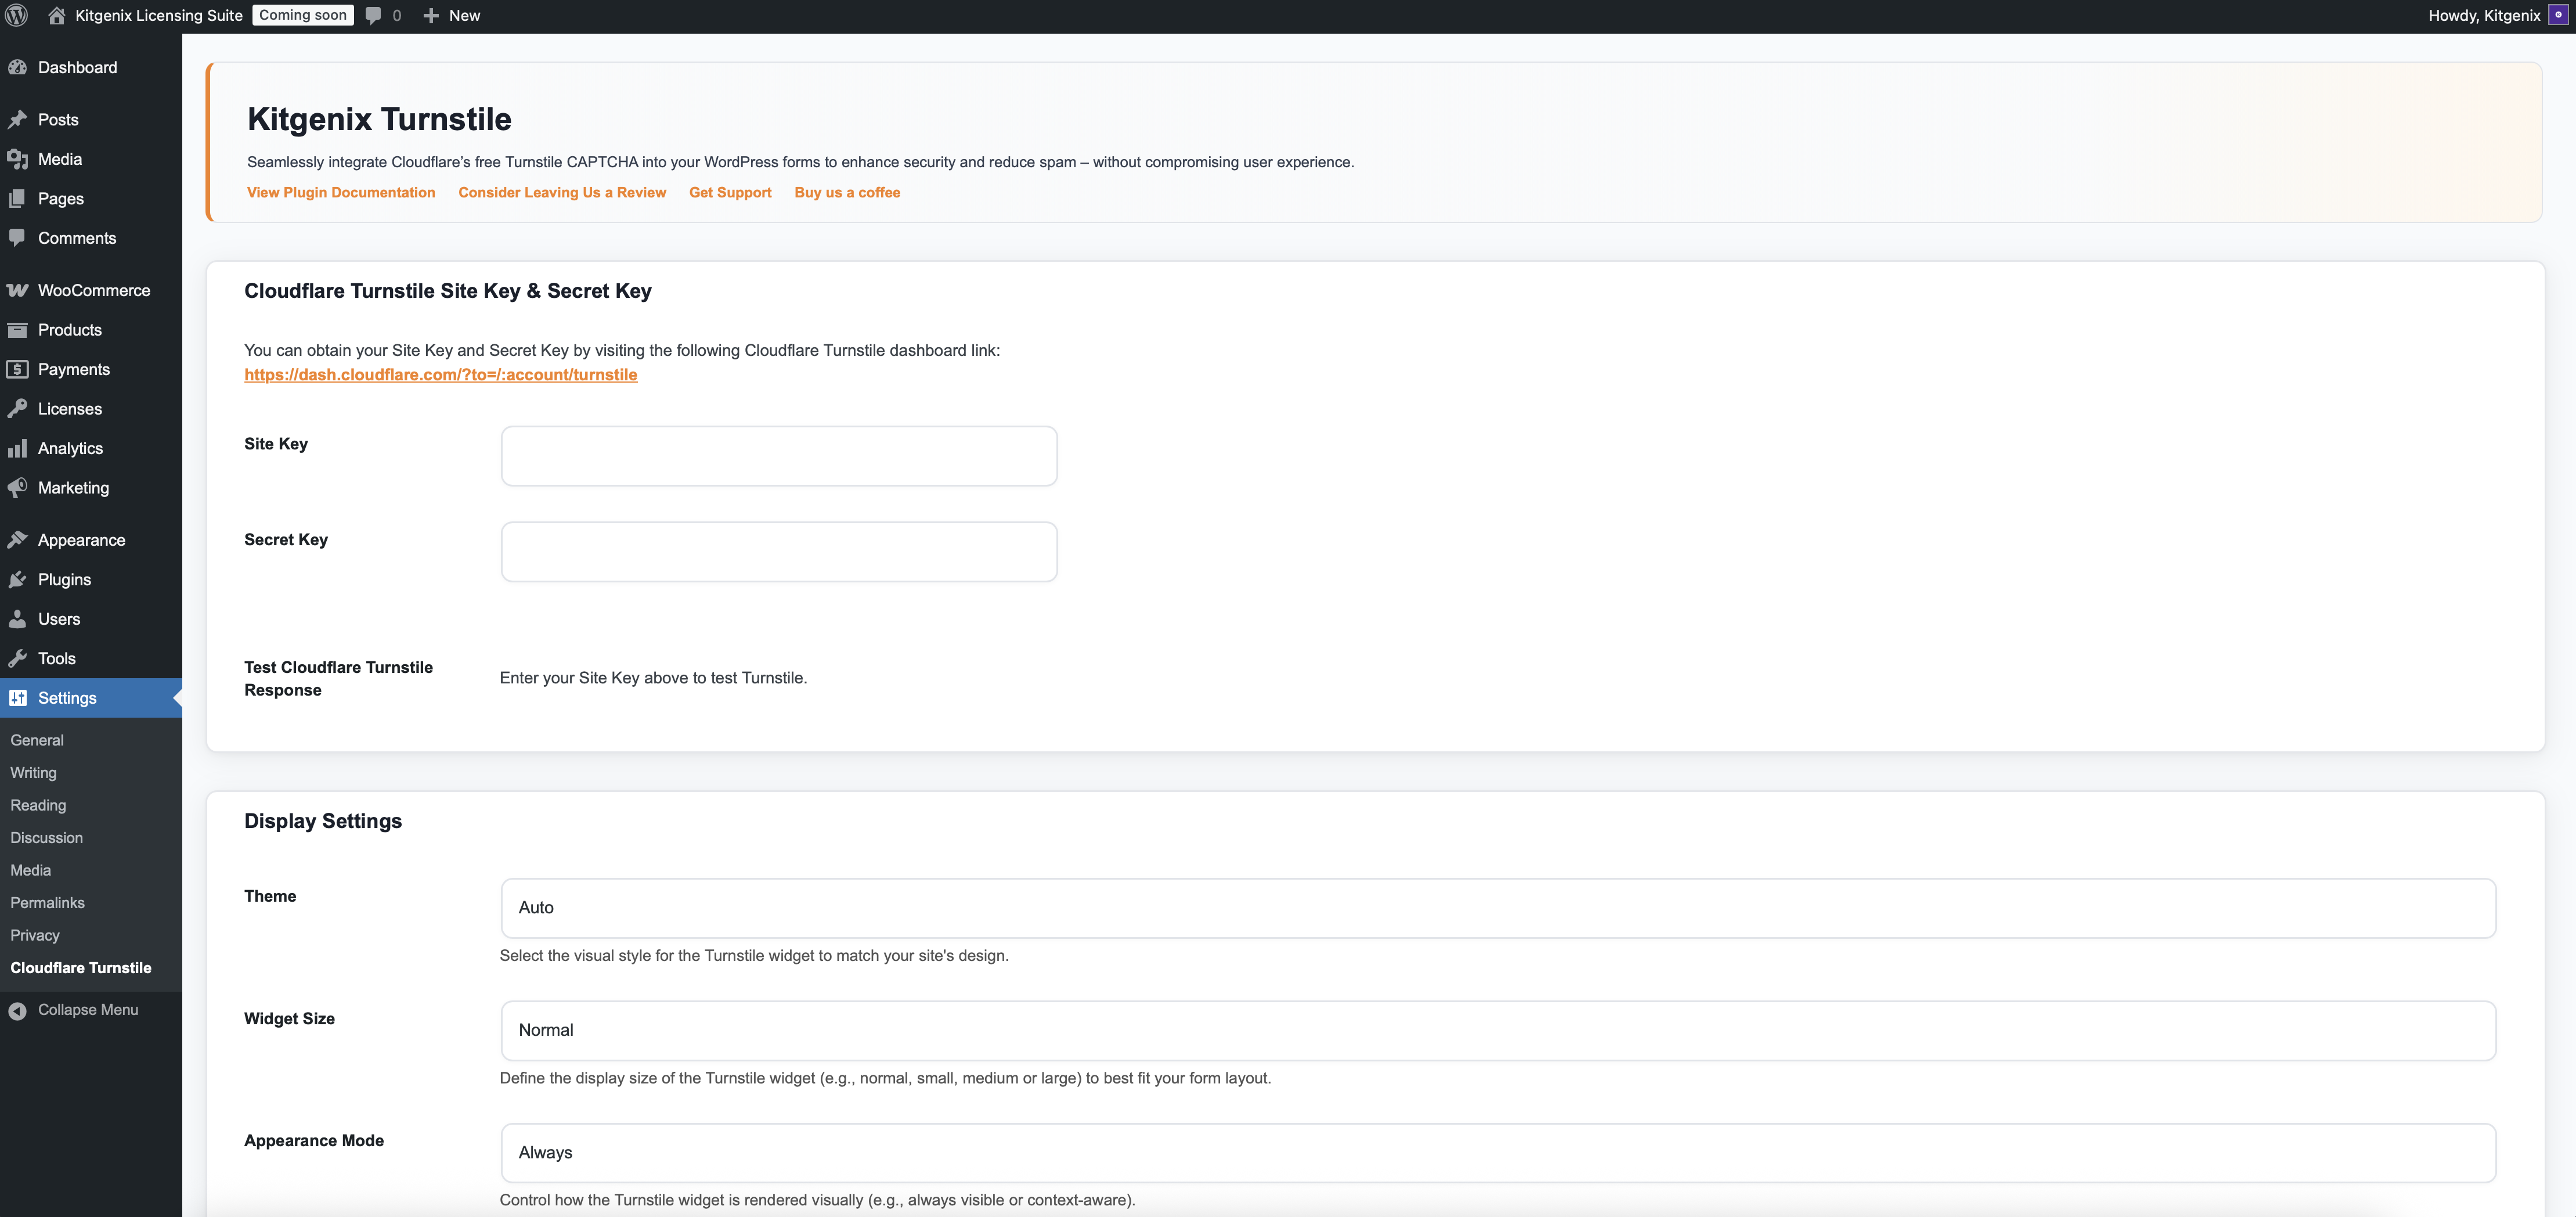 Kitgenix Licensing Suite Coming soon 0 New Howdy, Kitgenix
Dashboard
Posts
Media
Pages
Comments
WooCommerce
Products
Payments
Licenses
Analytics
Marketing
Appearance
Plugins
Users
Tools
Settings
General
Writing
Reading
Discussion
Media
Permalinks
Privacy
Cloudflare Turnstile
Collapse Menu
Kitgenix Turnstile
Seamlessly integrate Cloudflare's free Turnstile CAPTCHA into your WordPress forms to enhance security and reduce spam – without compromising user experience.
View Plugin Documentation Consider Leaving Us a Review Get Support Buy us a coffee
Cloudflare Turnstile Site Key & Secret Key
You can obtain your Site Key and Secret Key by visiting the following Cloudflare Turnstile dashboard link:
https://dash.cloudflare.com/?to=/:account/turnstile
Site Key
Secret Key
Test Cloudflare Turnstile
Response
Enter your Site Key above to test Turnstile.
Display Settings
Theme
Auto
Select the visual style for the Turnstile widget to match your site's design.
Widget Size
Normal
Define the display size of the Turnstile widget (e.g., normal, small, medium or large) to best fit your form layout.
Appearance Mode
Always
Control how the Turnstile widget is rendered visually (e.g., always visible or context-aware).